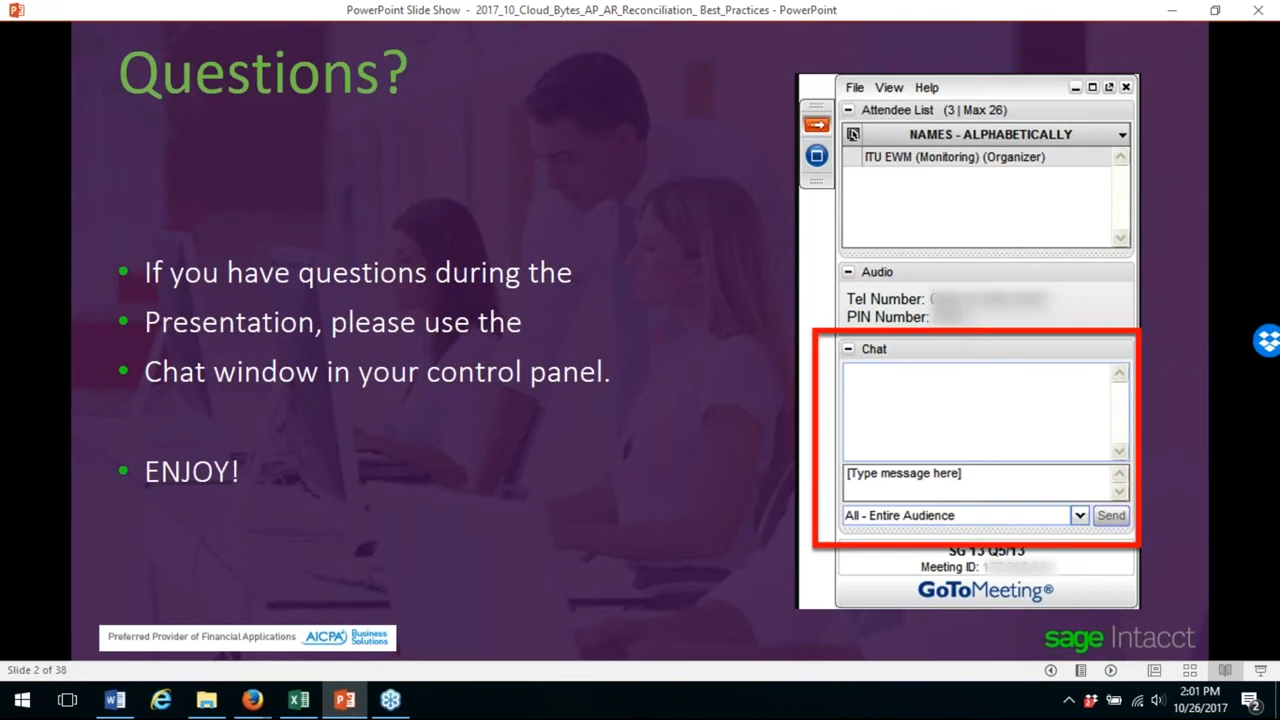 PowerPoint Slide Show - 2017_10_Cloud_Bytes_AP_AR_Reconciliation_ Best_Practices - PowerPoint
Questions?
If you have questions during the
Presentation, please use the
Chat window in your control panel.
ENJOY!
File View Help
Attendee List (3 | Max 26)
NAMES - ALPHABETICALLY
ITU EWM (Monitoring) (Organizer)
Audio
Tel Number:
PIN Number:
Chat
[Type message here]
All - Entire Audience
Send
SG 13 Q5/13
Meeting ID:
GoToMeeting®
Preferred Provider of Financial Applications
AICPA Business Solutions
sage Intacct
Slide 2 of 38
2:01 PM
10/26/2017
2